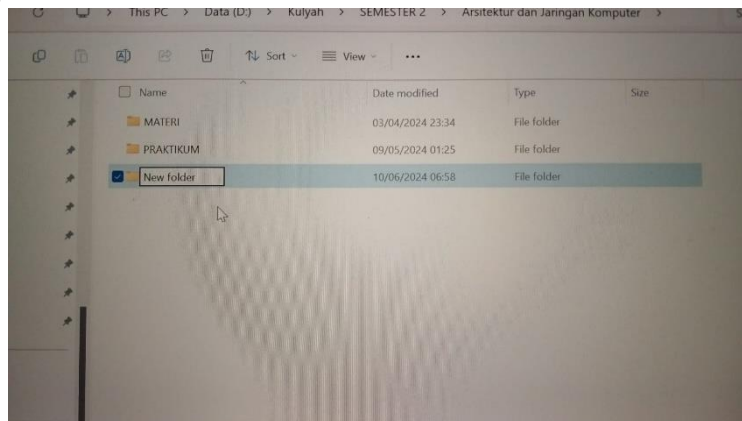 > This PC > Data (D:) > Kulyah > SEMESTER 2 > Arsitektur dan Jaringan Komputer >
Sort View ...
Name Date modified Type Size
MATERI 03/04/2024 23:34 File folder
PRAKTIKUM 09/05/2024 01:25 File folder
New folder 10/06/2024 06:58 File folder